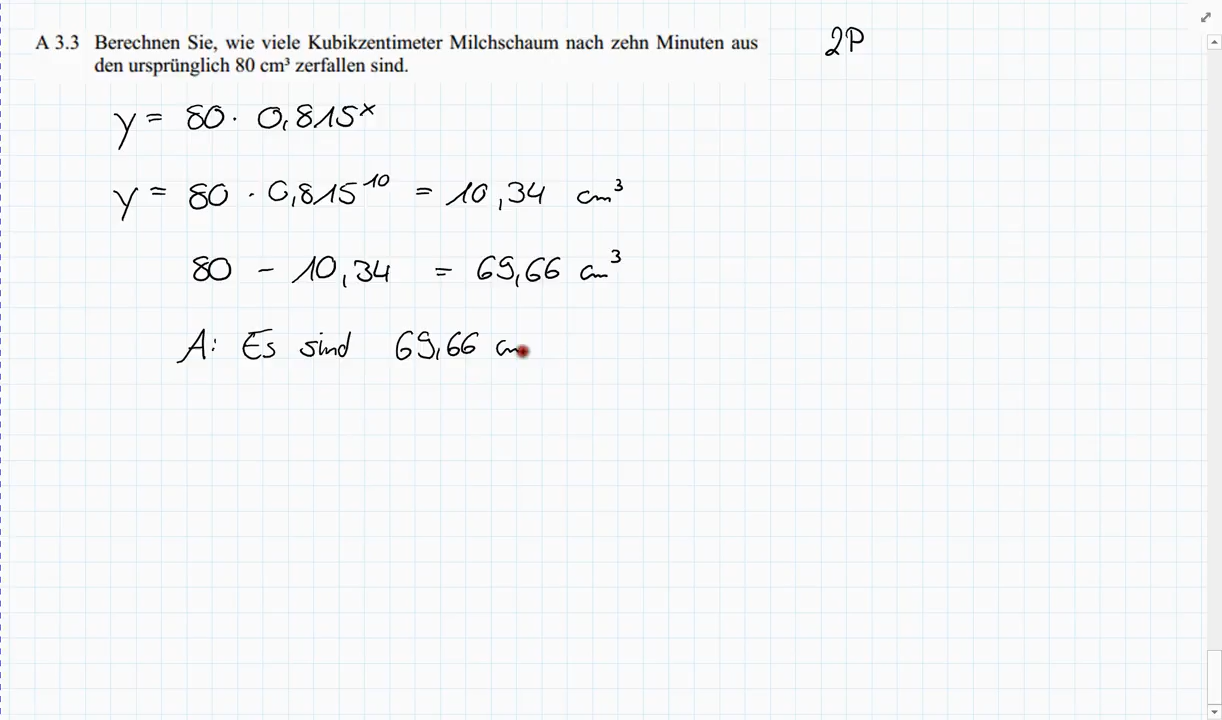 A 3.3 Berechnen Sie, wie viele Kubikzentimeter Milchschaum nach zehn Minuten aus
den ursprünglich 80 cm³ zerfallen sind.
2P
y = 80 · 0,815^x
y = 80 · 0,815^10 = 10,34 cm³
80 - 10,34 = 69,66 cm³
A: Es sind 69,66 cm